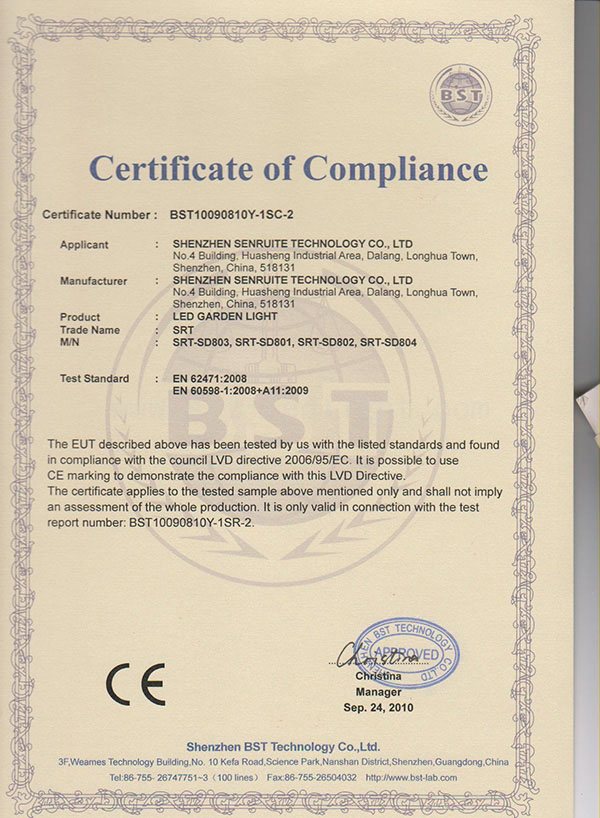 BST
Certificate of Compliance
Certificate Number : BST10090810Y-1SC-2
Applicant : SHENZHEN SENRUITE TECHNOLOGY CO., LTD
No.4 Building, Huasheng Industrial Area, Dalang, Longhua Town,
Shenzhen, China, 518131
Manufacturer : SHENZHEN SENRUITE TECHNOLOGY CO., LTD
No.4 Building, Huasheng Industrial Area, Dalang, Longhua Town,
Shenzhen, China, 518131
Product : LED GARDEN LIGHT
Trade Name : SRT
M/N : SRT-SD803, SRT-SD801, SRT-SD802, SRT-SD804
Test Standard : EN 62471:2008
EN 60598-1:2008+A11:2009
BST
The EUT described above has been tested by us with the listed standards and found
in compliance with the council LVD directive 2006/95/EC. It is possible to use
CE marking to demonstrate the compliance with this LVD Directive.
The certificate applies to the tested sample above mentioned only and shall not imply
an assessment of the whole production. It is only valid in connection with the test
report number: BST10090810Y-1SR-2.
CE
SHENZHEN BST TECHNOLOGY CO.,LTD
APPROVED
Christina
Christina
Manager
Sep. 24, 2010
Shenzhen BST Technology Co.,Ltd.
3F,Weames Technology Building,No. 10 Kefa Road,Science Park,Nanshan District,Shenzhen,Guangdong,China
Tel:86-755- 26747751~3（100 lines） Fax:86-755-26504032 http://www.bst-lab.com